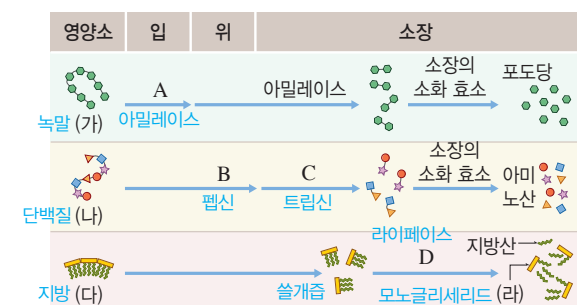 영양소 입 위 소장
A 아밀레이스 소장의 소화 효소 포도당
녹말 (가) 아밀레이스
B C 소장의 소화 효소 아미노산
단백질 (나) 펩신 트립신
라이페이스
D 지방산
지방 (다) 쓸개즙 모노글리세리드 (라)